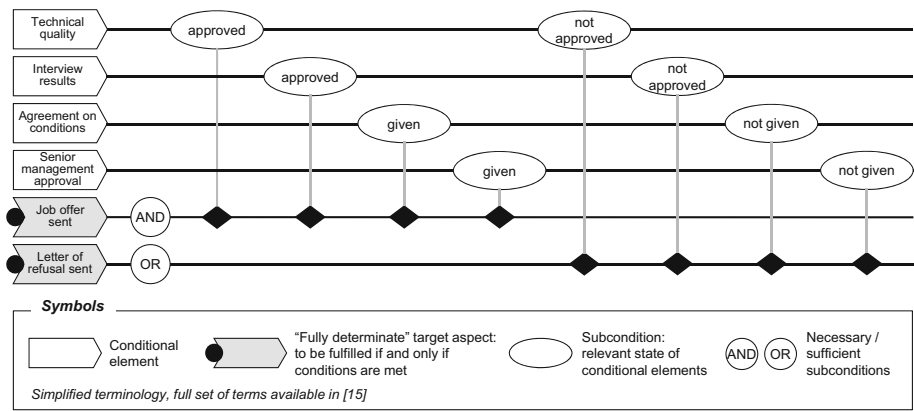 Technical
quality
approved
not
approved
Interview
results
approved
not
approved
Agreement on
conditions
given
not given
Senior
management
approval
given
not given
Job offer
sent
AND
Letter of
refusal sent
OR
Symbols
Conditional
element
“Fully determinate” target aspect:
to be fulfilled if and only if
conditions are met
Subcondition:
relevant state of
conditional elements
AND OR
Necessary /
sufficient
subconditions
Simplified terminology, full set of terms available in [15]